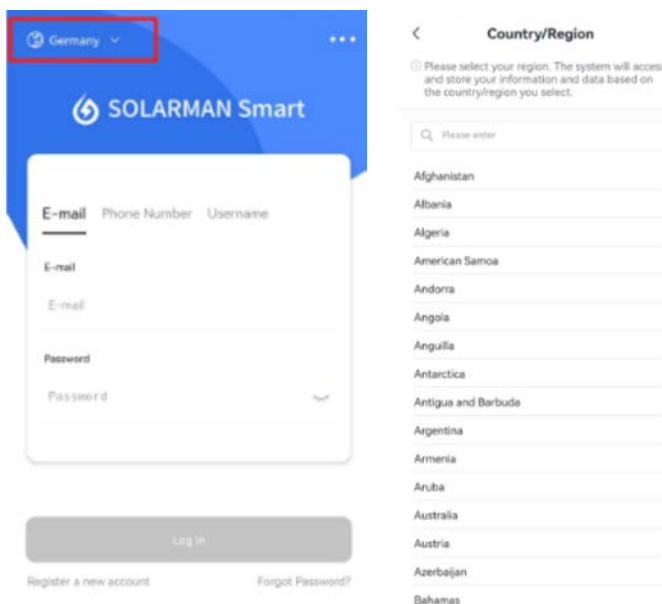 Germany
SOLARMAN Smart
E-mail Phone Number Username
E-mail
E-mail
Password
Password
Log in
Register a new account Forgot Password?
Country/Region
Please select your region. The system will access
and store your information and data based on
the country/region you select.
Please enter
Afghanistan
Albania
Algeria
American Samoa
Andorra
Angola
Anguilla
Antarctica
Antigua and Barbuda
Argentina
Armenia
Aruba
Australia
Austria
Azerbaijan
Bahamas